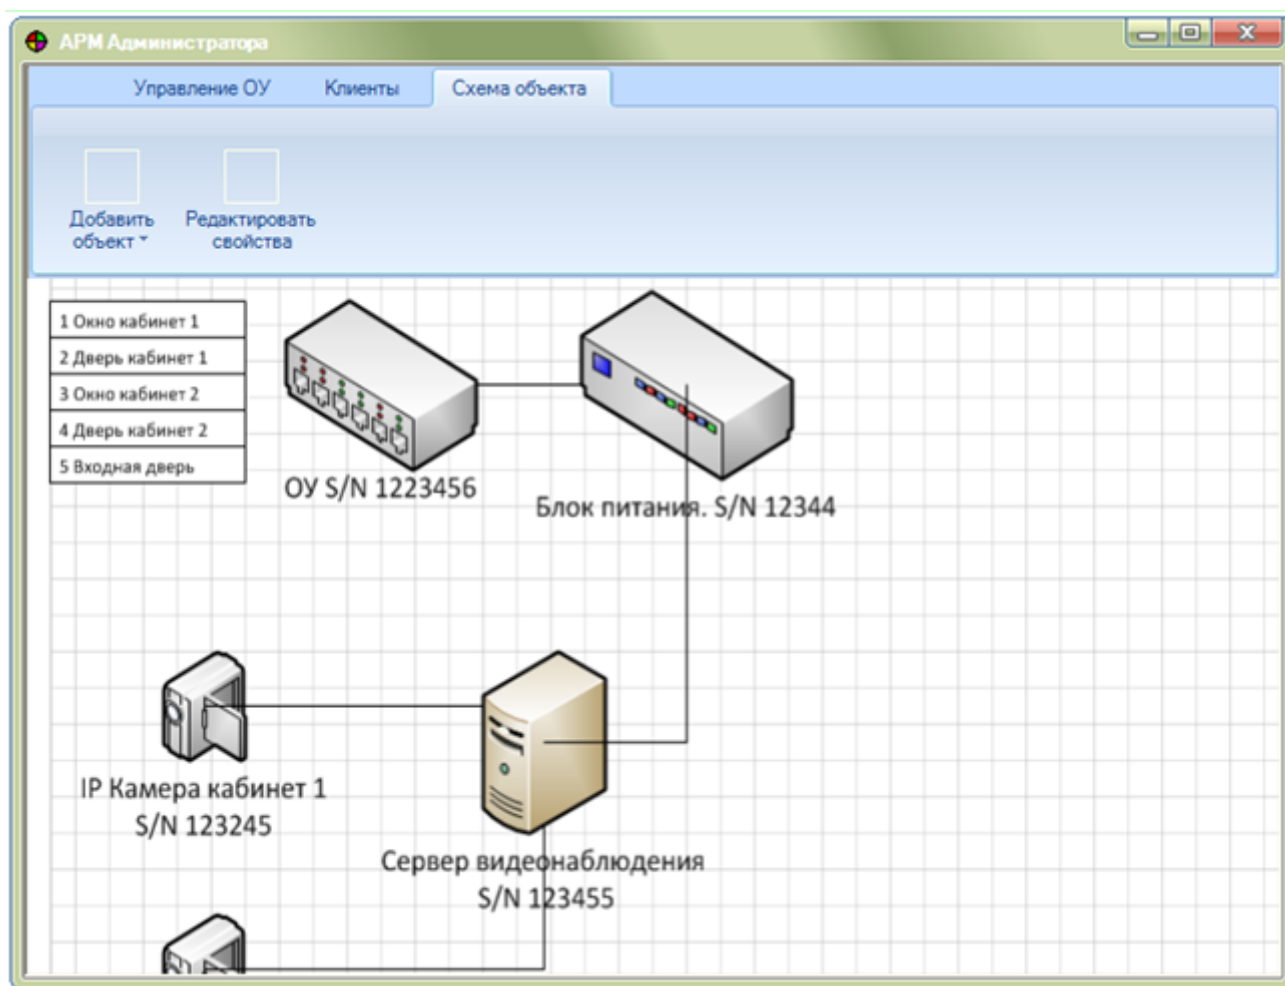 АРМ Администратора
Управление ОУ Клиенты Схема объекта
Добавить
объект
Редактировать
свойства
1 Окно кабинет 1
2 Дверь кабинет 1
3 Окно кабинет 2
4 Дверь кабинет 2
5 Входная дверь
ОУ S/N 1223456
Блок питания. S/N 12344
IP Камера кабинет 1
S/N 123245
Сервер видеонаблюдения
S/N 123455